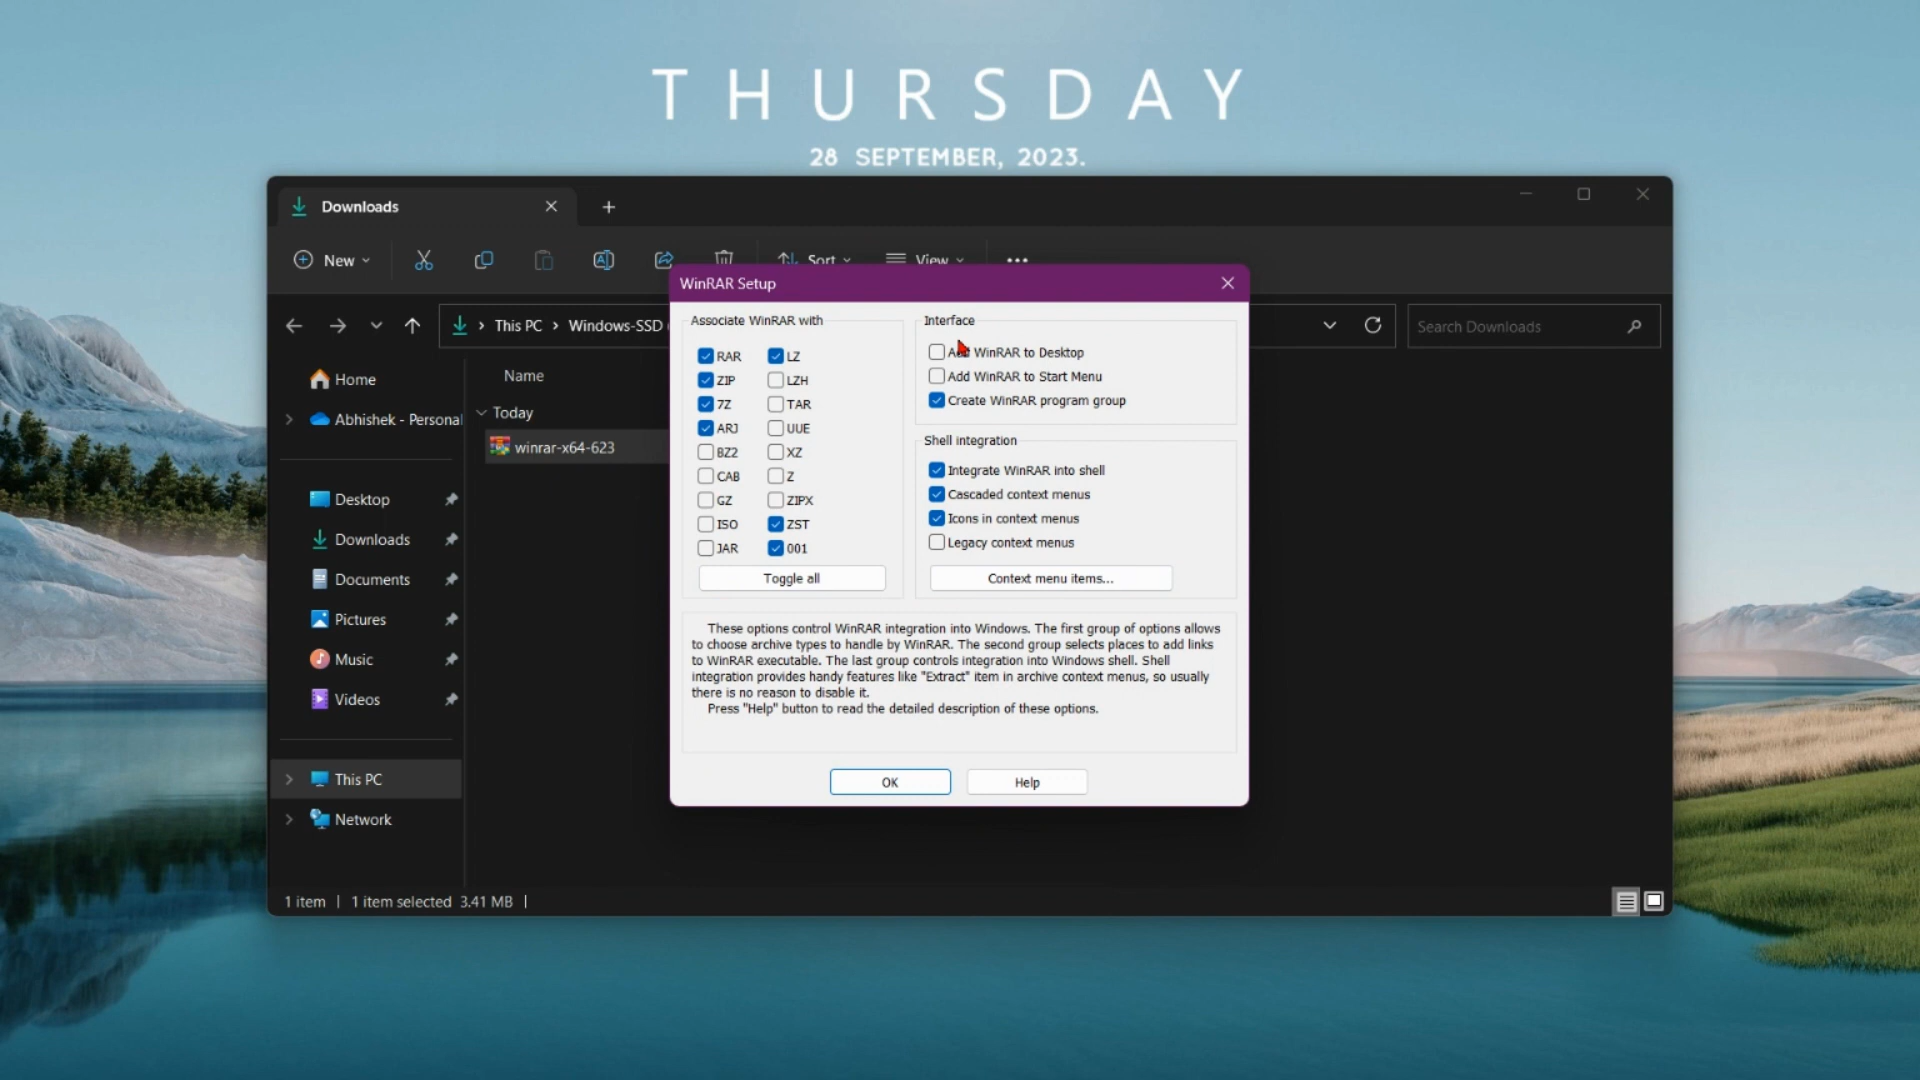 THURSDAY
28 SEPTEMBER, 2023.
Downloads
New
Sort
View
WinRAR Setup
This PC
Windows-SSD
Search Downloads
Associate WinRAR with
RAR
LZ
ZIP
LZH
7Z
TAR
ARJ
UUE
BZ2
XZ
CAB
Z
GZ
ZIPX
ISO
ZST
JAR
001
Toggle all
Interface
WinRAR to Desktop
Add WinRAR to Start Menu
Create WinRAR program group
Shell integration
Integrate WinRAR into shell
Cascaded context menus
Icons in context menus
Legacy context menus
Context menu items...
These options control WinRAR integration into Windows. The first group of options allows
to choose archive types to handle by WinRAR. The second group selects places to add links
to WinRAR executable. The last group controls integration into Windows shell. Shell
integration provides handy features like "Extract" item in archive context menus, so usually
there is no reason to disable it.
Press "Help" button to read the detailed description of these options.
OK
Help
Home
Abhishek - Personal
Desktop
Downloads
Documents
Pictures
Music
Videos
This PC
Network
Name
Today
winrar-x64-623
1 item | 1 item selected 3.41 MB |